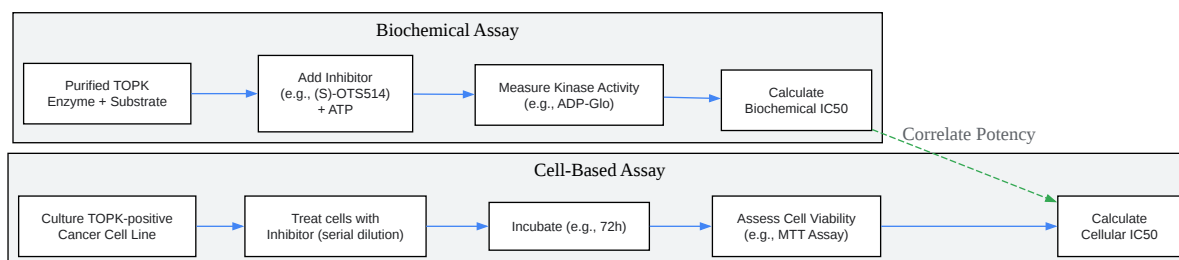 Biochemical Assay
Purified TOPK
Enzyme + Substrate
Add Inhibitor
(e.g., (S)-OTS514)
+ ATP
Measure Kinase Activity
(e.g., ADP-Glo)
Calculate
Biochemical IC50
Correlate Potency
Cell-Based Assay
Culture TOPK-positive
Cancer Cell Line
Treat cells with
Inhibitor (serial dilution)
Incubate (e.g., 72h)
Assess Cell Viability
(e.g., MTT Assay)
Calculate
Cellular IC50